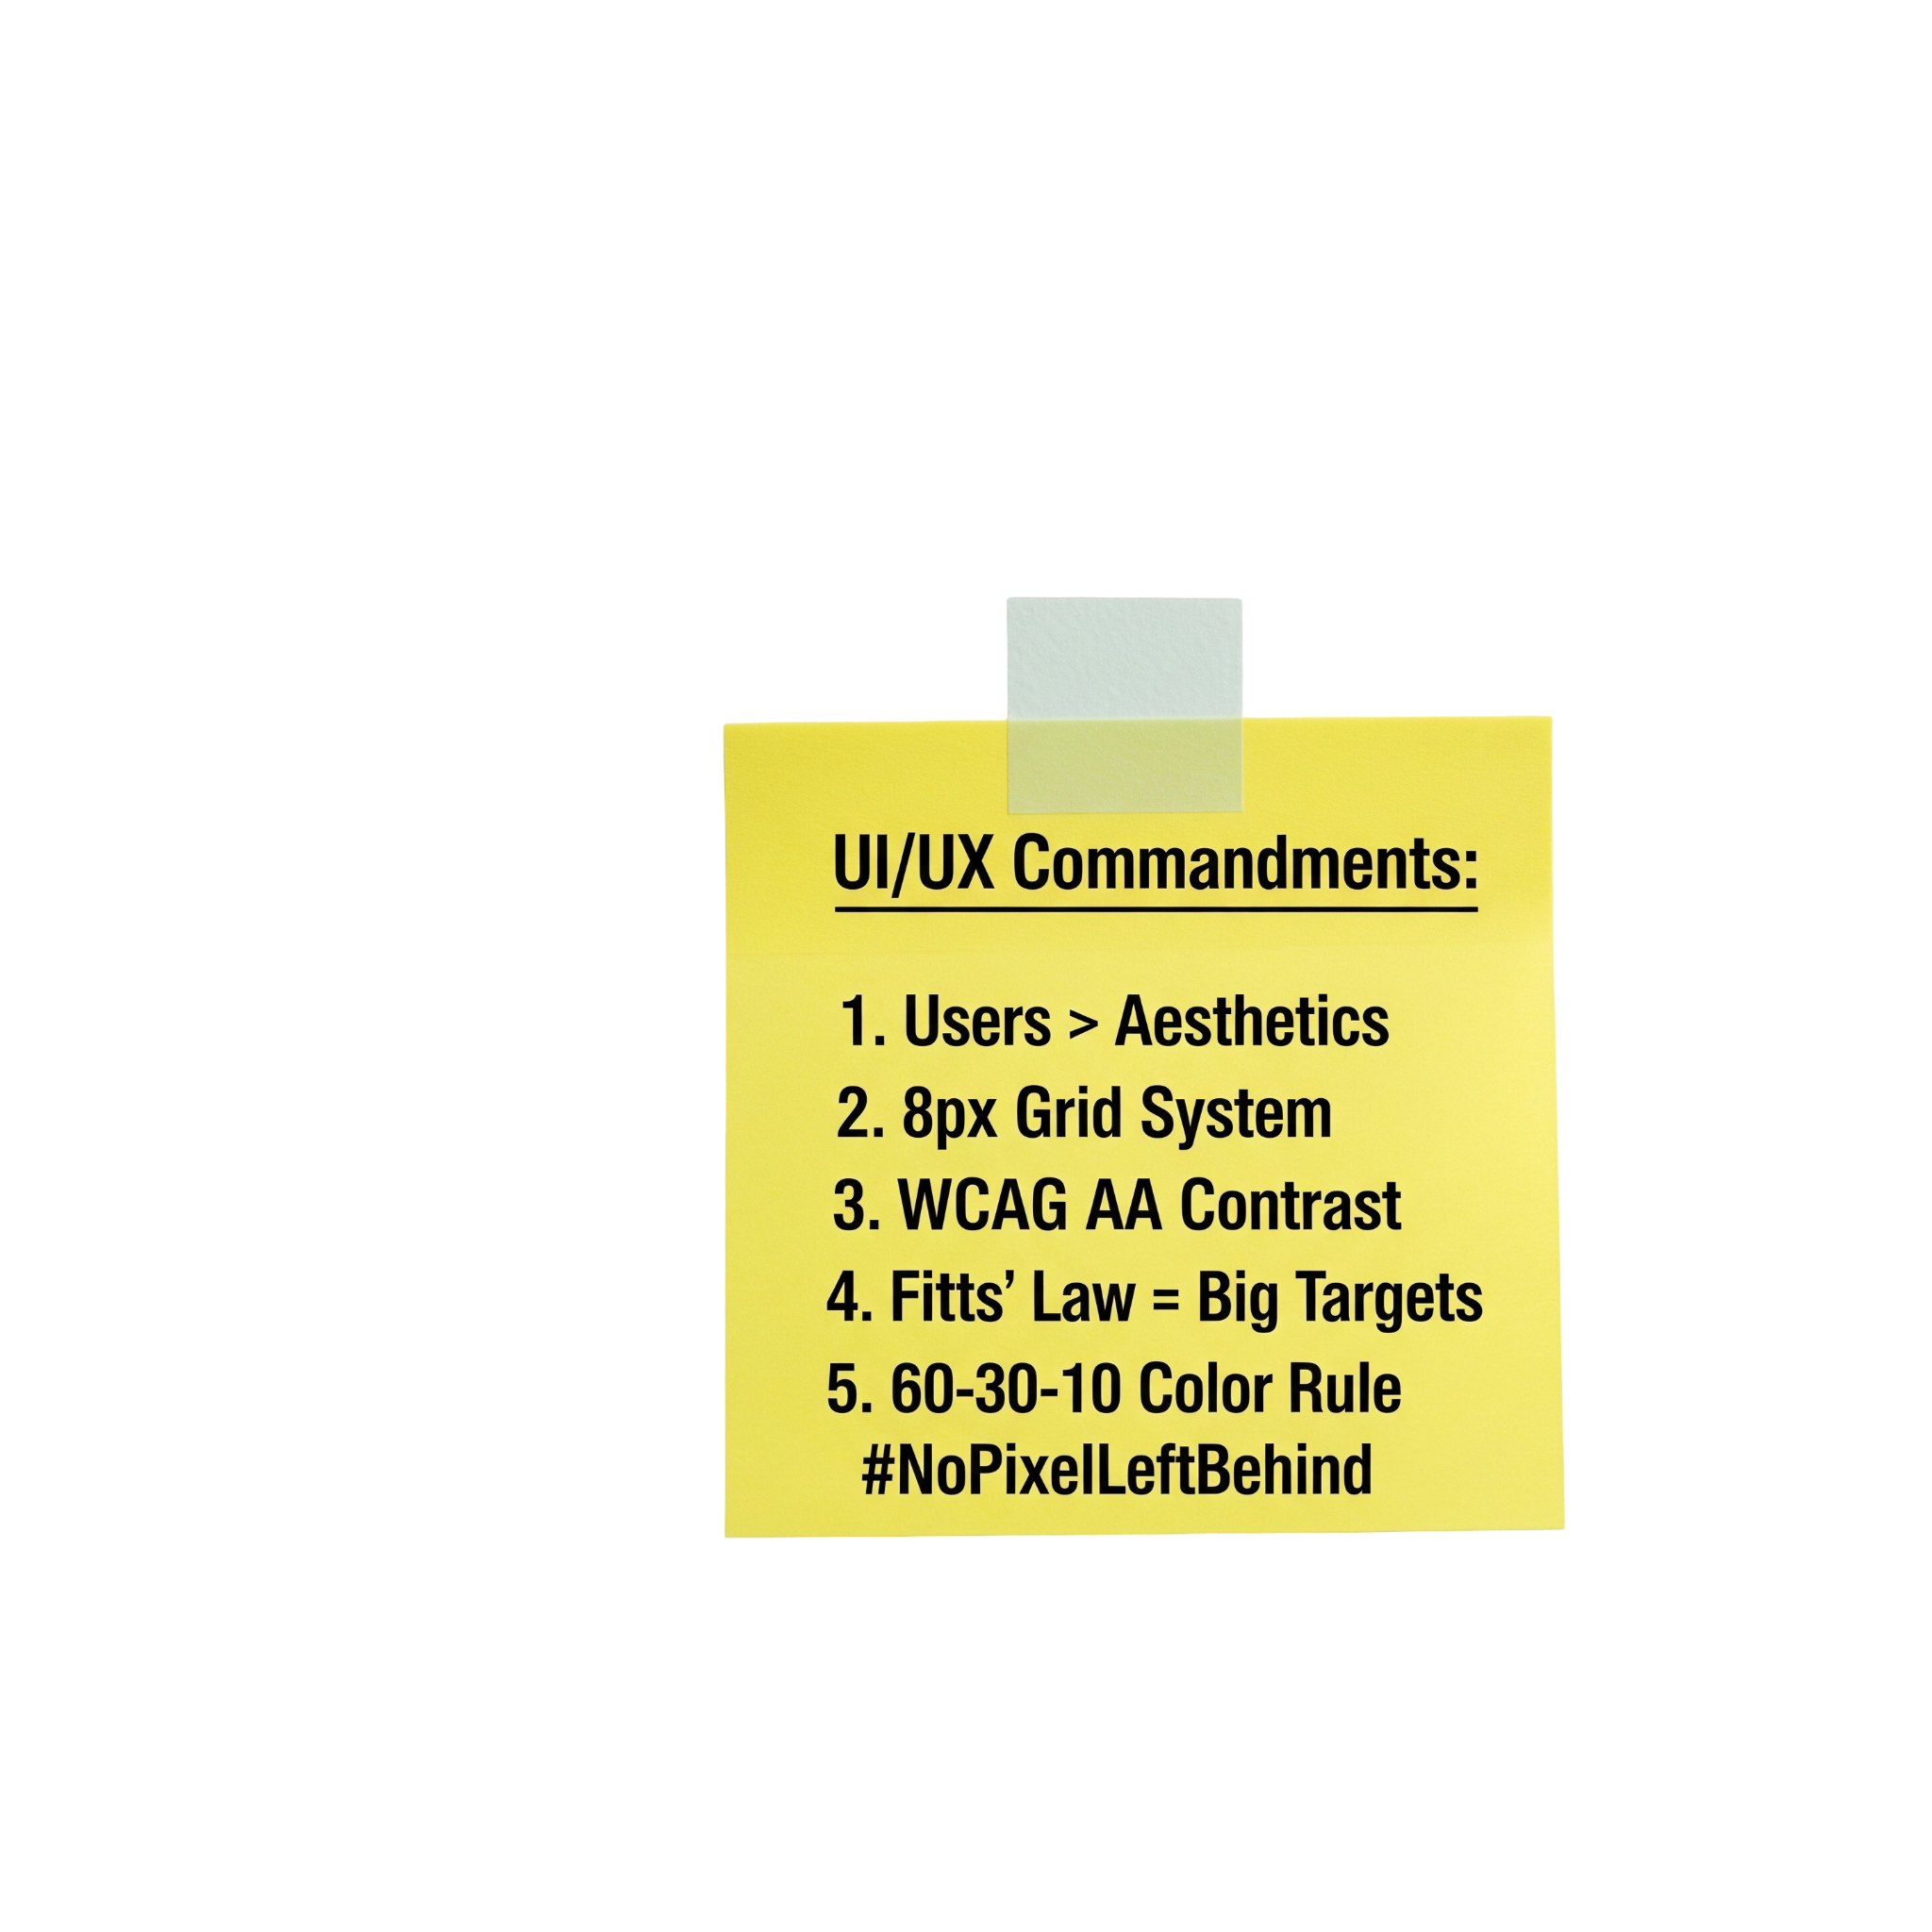 UI/UX Commandments:
1. Users > Aesthetics
2. 8px Grid System
3. WCAG AA Contrast
4. Fitts’ Law = Big Targets
5. 60-30-10 Color Rule
#NoPixelLeftBehind